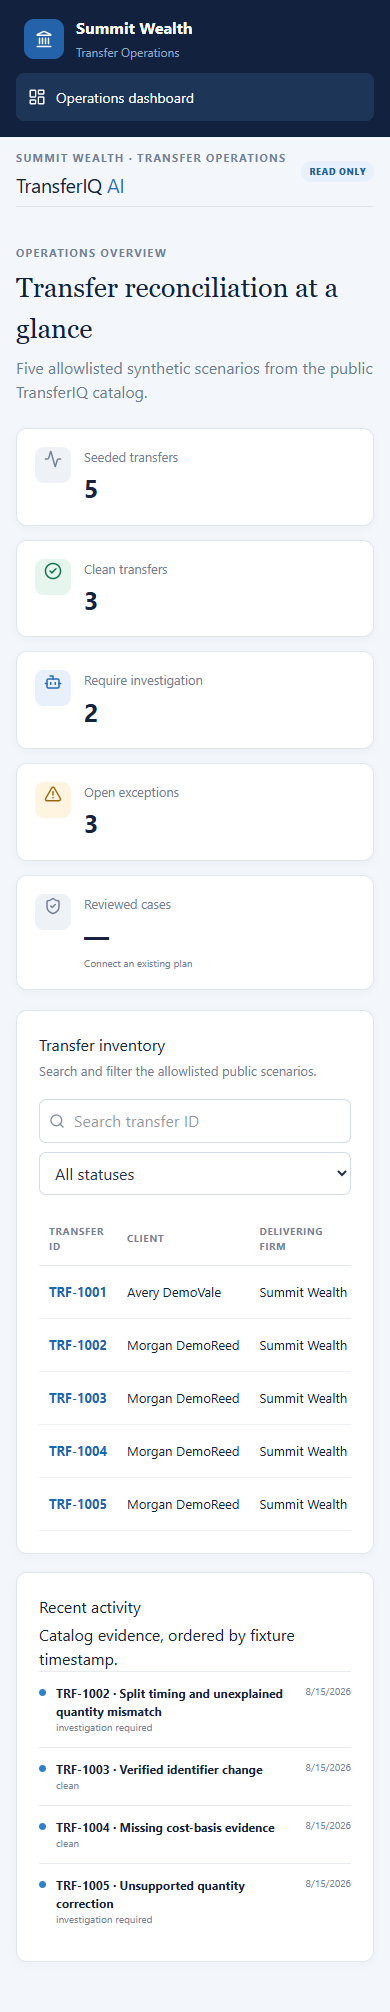 Summit Wealth
Transfer Operations
Operations dashboard
SUMMIT WEALTH · TRANSFER OPERATIONS
TransferIQ AI
READ ONLY
OPERATIONS OVERVIEW
Transfer reconciliation at a
glance
Five allowlisted synthetic scenarios from the public
TransferIQ catalog.
Seeded transfers
5
Clean transfers
3
Require investigation
2
Open exceptions
3
Reviewed cases
—
Connect an existing plan
Transfer inventory
Search and filter the allowlisted public scenarios.
Search transfer ID
All statuses
TRANSFER ID CLIENT DELIVERING FIRM
TRF-1001 Avery DemoVale Summit Wealth
TRF-1002 Morgan DemoReed Summit Wealth
TRF-1003 Morgan DemoReed Summit Wealth
TRF-1004 Morgan DemoReed Summit Wealth
TRF-1005 Morgan DemoReed Summit Wealth
Recent activity
Catalog evidence, ordered by fixture
timestamp.
TRF-1002 · Split timing and unexplained 8/15/2026
quantity mismatch
investigation required
TRF-1003 · Verified identifier change 8/15/2026
clean
TRF-1004 · Missing cost-basis evidence 8/15/2026
clean
TRF-1005 · Unsupported quantity 8/15/2026
correction
investigation required